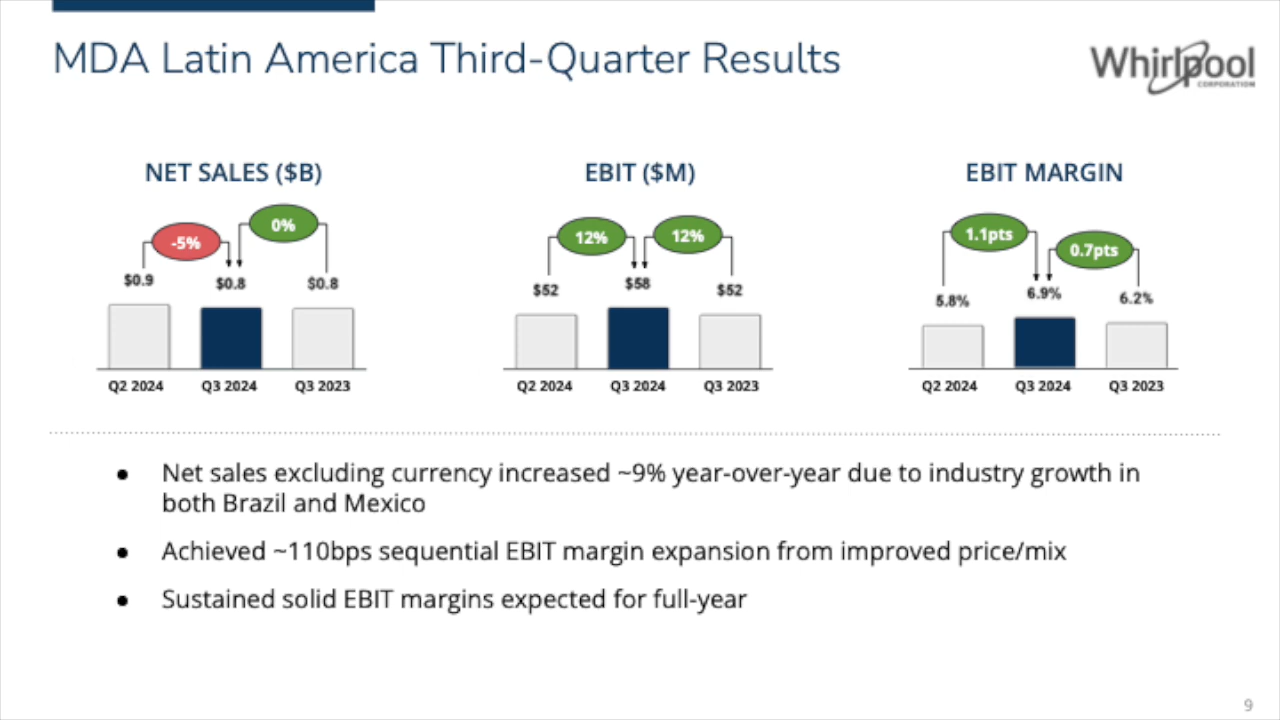 MDA Latin America Third-Quarter Results
Whirlpool
CORPORATION
NET SALES ($B)
-5%
0%
$0.9
$0.8
$0.8
Q2 2024
Q3 2024
Q3 2023
EBIT ($M)
12%
12%
$52
$58
$52
Q2 2024
Q3 2024
Q3 2023
EBIT MARGIN
1.1pts
0.7pts
5.8%
6.9%
6.2%
Q2 2024
Q3 2024
Q3 2023
● Net sales excluding currency increased ~9% year-over-year due to industry growth in
both Brazil and Mexico
● Achieved ~110bps sequential EBIT margin expansion from improved price/mix
● Sustained solid EBIT margins expected for full-year
9